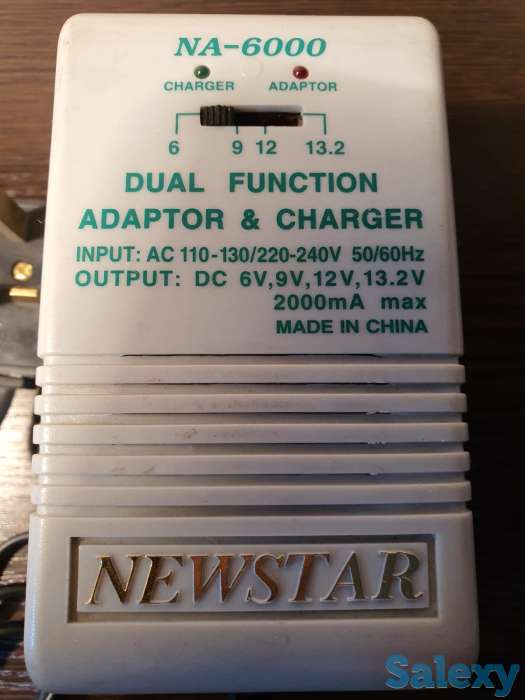 NA-6000
CHARGER ADAPTOR
6 9 12 13.2
DUAL FUNCTION
ADAPTOR & CHARGER
INPUT: AC 110-130/220-240V 50/60Hz
OUTPUT: DC 6V,9V,12V,13.2V
2000mA max
MADE IN CHINA
NEWSTAR
Salexy